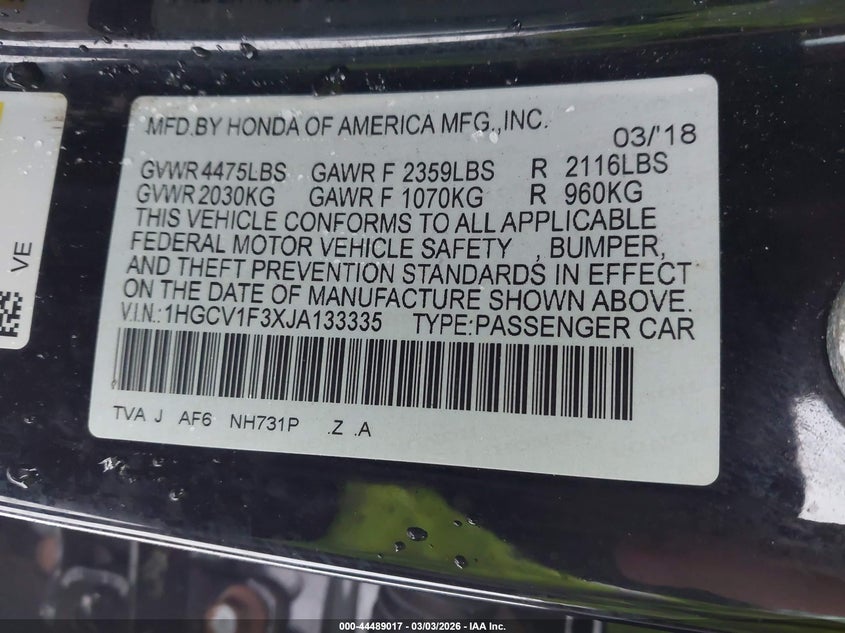 MFD.BY HONDA OF AMERICA MFG.,INC.
03/'18
GVWR 4475LBS GAWR F 2359LBS R 2116LBS
GVWR 2030KG GAWR F 1070KG R 960KG
THIS VEHICLE CONFORMS TO ALL APPLICABLE
FEDERAL MOTOR VEHICLE SAFETY , BUMPER,
AND THEFT PREVENTION STANDARDS IN EFFECT
ON THE DATE OF MANUFACTURE SHOWN ABOVE.
V.I.N.:1HGCV1F3XJA133335 TYPE:PASSENGER CAR
TVA J AF6 NH731P .Z .A
VE
000-44489017 - 03/03/2026 - IAA Inc.